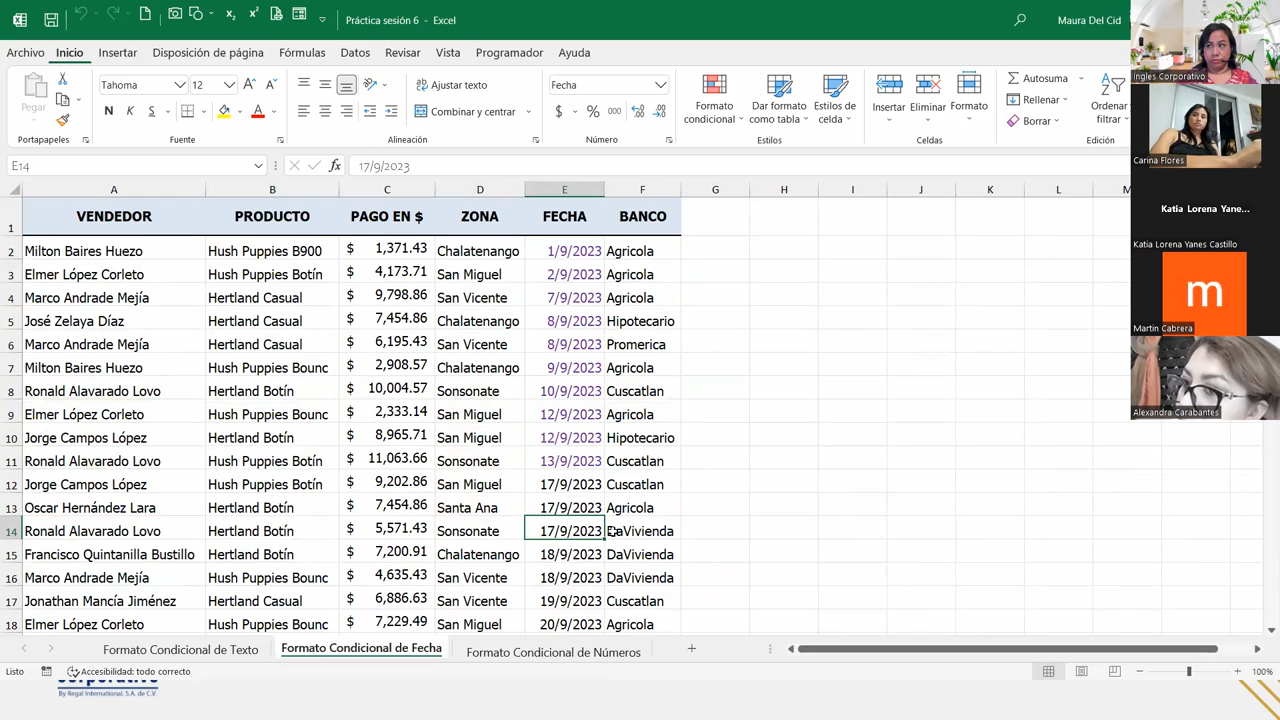 Práctica sesión 6 - Excel
Maura Del Cid
Archivo Inicio Insertar Disposición de página Fórmulas Datos Revisar Vista Programador Ayuda
Pegar
Portapapeles
Tahoma 12
N K S
Fuente
Ajustar texto
Combinar y centrar
Alineación
Fecha
$ % 000
Número
Formato condicional
Dar formato como tabla
Estilos de celda
Estilos
Insertar Eliminar Formato
Celdas
Autosuma
Rellenar
Borrar
Ordenar
Edición
E14 fx 17/9/2023
A B C D E F G H I J K L M
1 VENDEDOR PRODUCTO PAGO EN $ ZONA FECHA BANCO
2 Milton Baires Huezo Hush Puppies B900 $ 1,371.43 Chalatenango 1/9/2023 Agricola
3 Elmer López Corleto Hush Puppies Botín $ 4,173.71 San Miguel 2/9/2023 Agricola
4 Marco Andrade Mejía Hertland Casual $ 9,798.86 San Vicente 7/9/2023 Agricola
5 José Zelaya Díaz Hertland Casual $ 7,454.86 Chalatenango 8/9/2023 Hipotecario
6 Marco Andrade Mejía Hertland Casual $ 6,195.43 San Vicente 8/9/2023 Promerica
7 Milton Baires Huezo Hush Puppies Bounc $ 2,908.57 Chalatenango 9/9/2023 Agricola
8 Ronald Alavarado Lovo Hertland Botín $ 10,004.57 Sonsonate 10/9/2023 Cuscatlan
9 Elmer López Corleto Hush Puppies Bounc $ 2,333.14 San Miguel 12/9/2023 Agricola
10 Jorge Campos López Hertland Botín $ 8,965.71 San Miguel 12/9/2023 Hipotecario
11 Ronald Alavarado Lovo Hush Puppies Botín $ 11,063.66 Sonsonate 13/9/2023 Cuscatlan
12 Jorge Campos López Hush Puppies Botín $ 9,202.86 San Miguel 17/9/2023 Cuscatlan
13 Oscar Hernández Lara Hertland Botín $ 7,454.86 Santa Ana 17/9/2023 Agricola
14 Ronald Alavarado Lovo Hertland Botín $ 5,571.43 Sonsonate 17/9/2023 DaVivienda
15 Francisco Quintanilla Bustillo Hertland Botín $ 7,200.91 Chalatenango 18/9/2023 DaVivienda
16 Marco Andrade Mejía Hush Puppies Bounc $ 4,635.43 San Vicente 18/9/2023 DaVivienda
17 Jonathan Mancía Jiménez Hertland Casual $ 6,886.63 San Vicente 19/9/2023 Cuscatlan
18 Elmer López Corleto Hush Puppies Bounc $ 7,229.49 San Miguel 20/9/2023 Agricola
Formato Condicional de Texto Formato Condicional de Fecha Formato Condicional de Números
Listo Accesibilidad: todo correcto 100%
By Regal International, S.A. de C.V.
Ingles Corporativo
Carina Flores
Katia Lorena Yane...
Katia Lorena Yanes Castillo
m
Martin Cabrera
Alexandra Carabantes